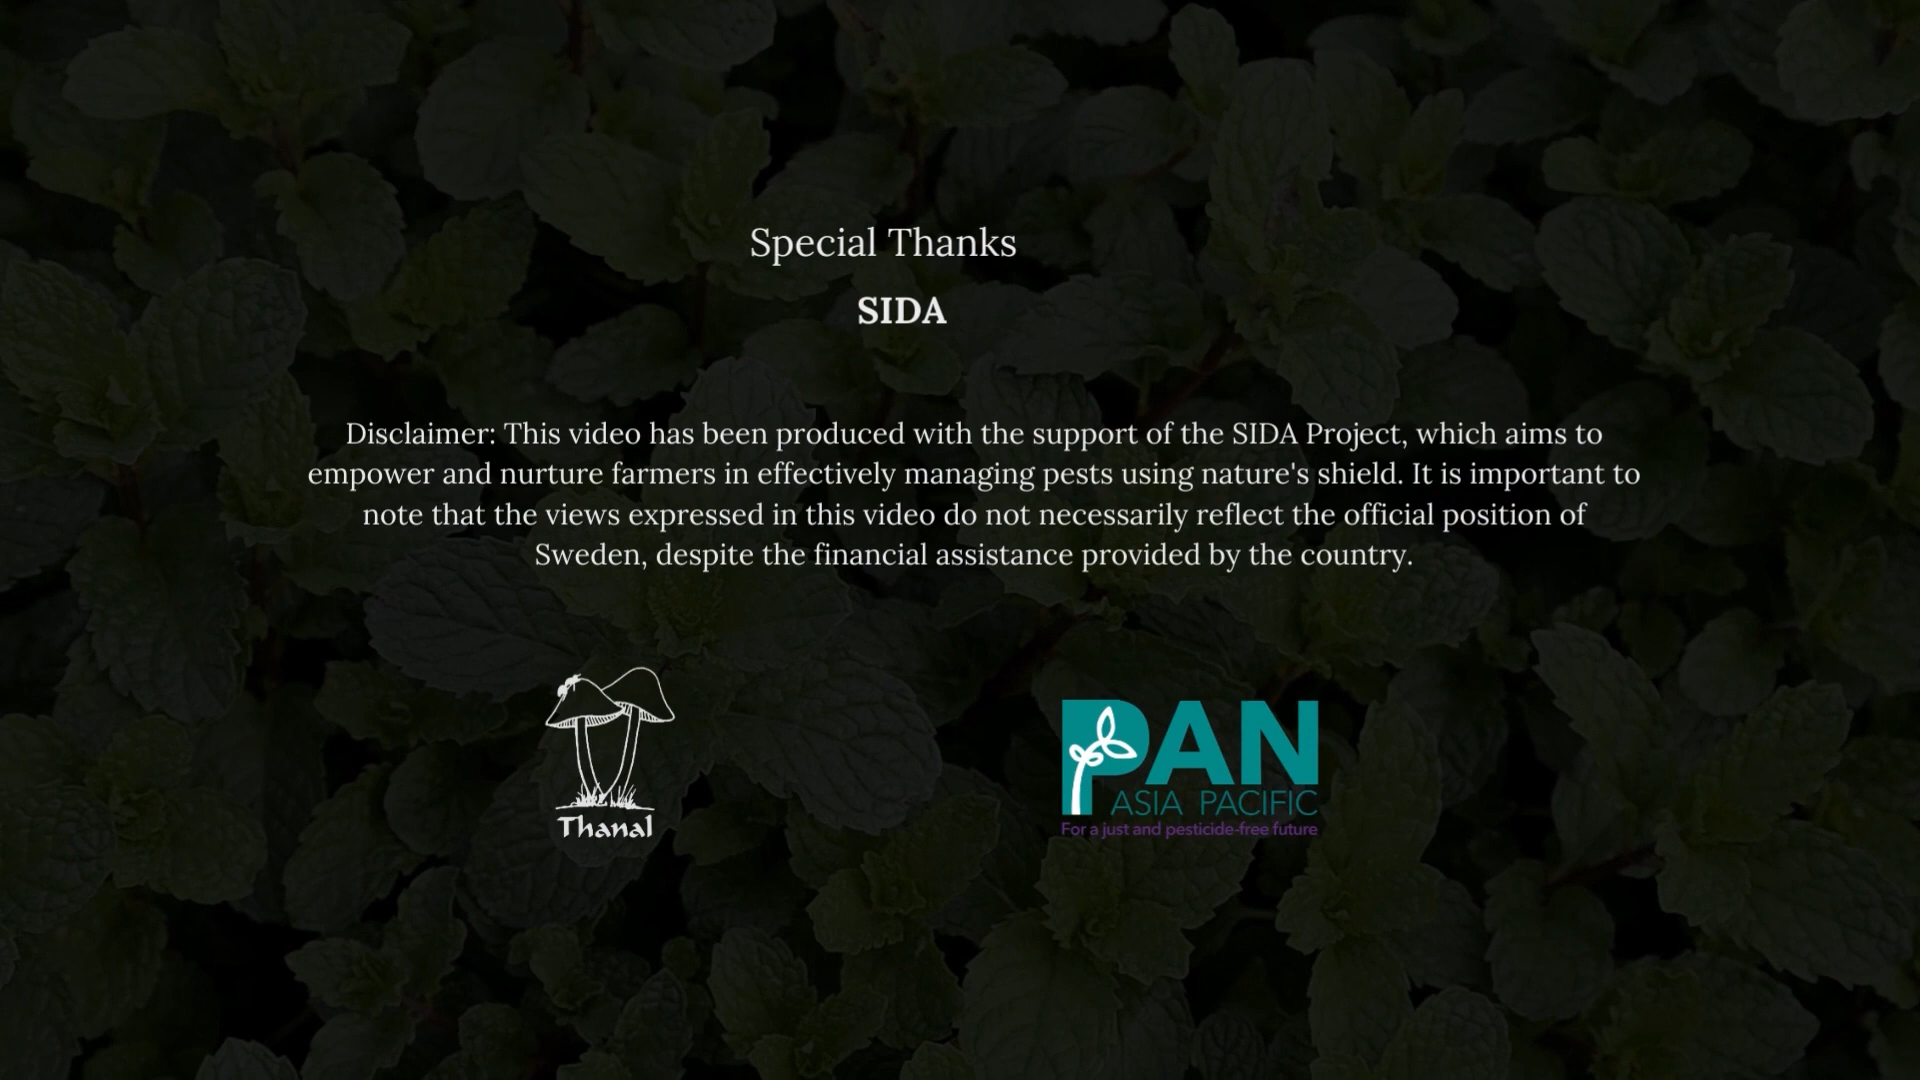 Special Thanks
SIDA
Disclaimer: This video has been produced with the support of the SIDA Project, which aims to
empower and nurture farmers in effectively managing pests using nature's shield. It is important to
note that the views expressed in this video do not necessarily reflect the official position of
Sweden, despite the financial assistance provided by the country.
Thanal
PAN
ASIA PACIFIC
For a just and pesticide-free future